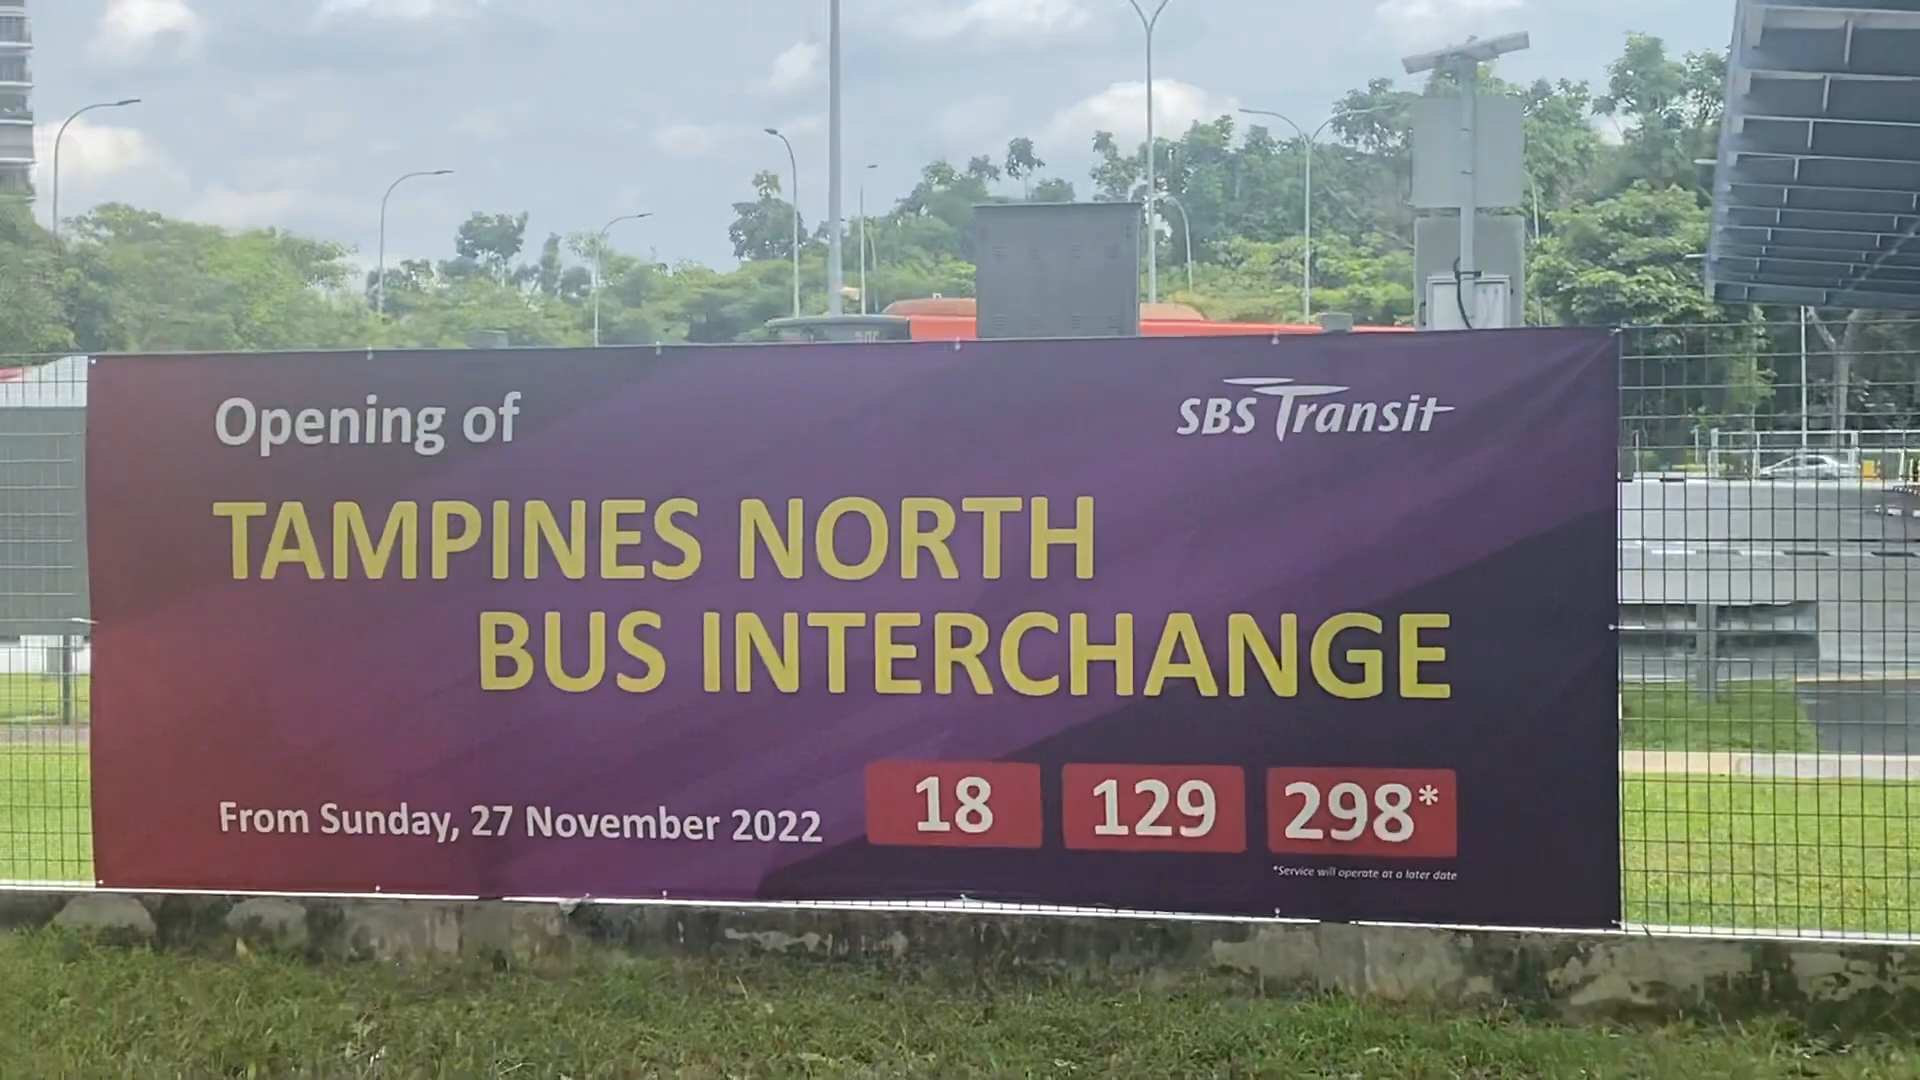 Opening of
SBS Transit
TAMPINES NORTH
BUS INTERCHANGE
From Sunday, 27 November 2022
18 129 298*
*Service will operate at a later date